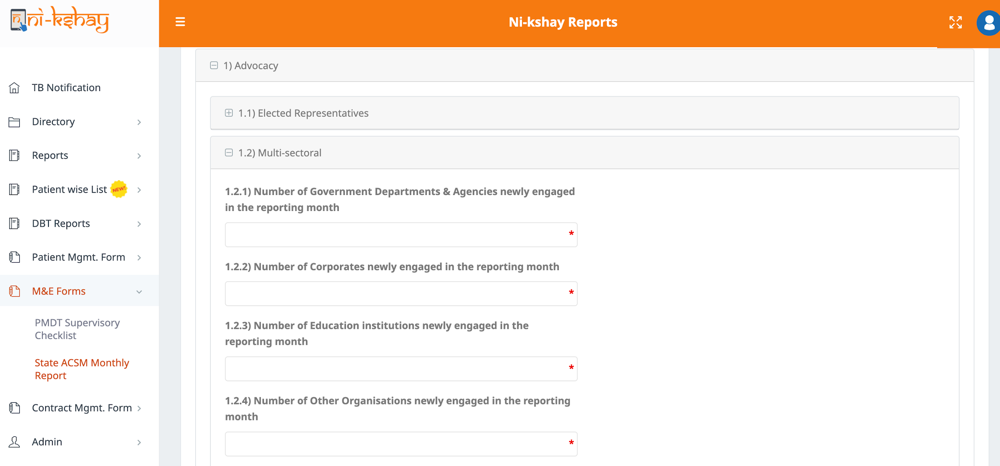 ni-kshay
Ni-kshay Reports
TB Notification
Directory
Reports
Patient wise List NEW!
DBT Reports
Patient Mgmt. Form
M&E Forms
PMDT Supervisory
Checklist
State ACSM Monthly
Report
Contract Mgmt. Form
Admin
1) Advocacy
1.1) Elected Representatives
1.2) Multi-sectoral
1.2.1) Number of Government Departments & Agencies newly engaged
in the reporting month
*
1.2.2) Number of Corporates newly engaged in the reporting month
*
1.2.3) Number of Education institutions newly engaged in the
reporting month
*
1.2.4) Number of Other Organisations newly engaged in the reporting
month
*